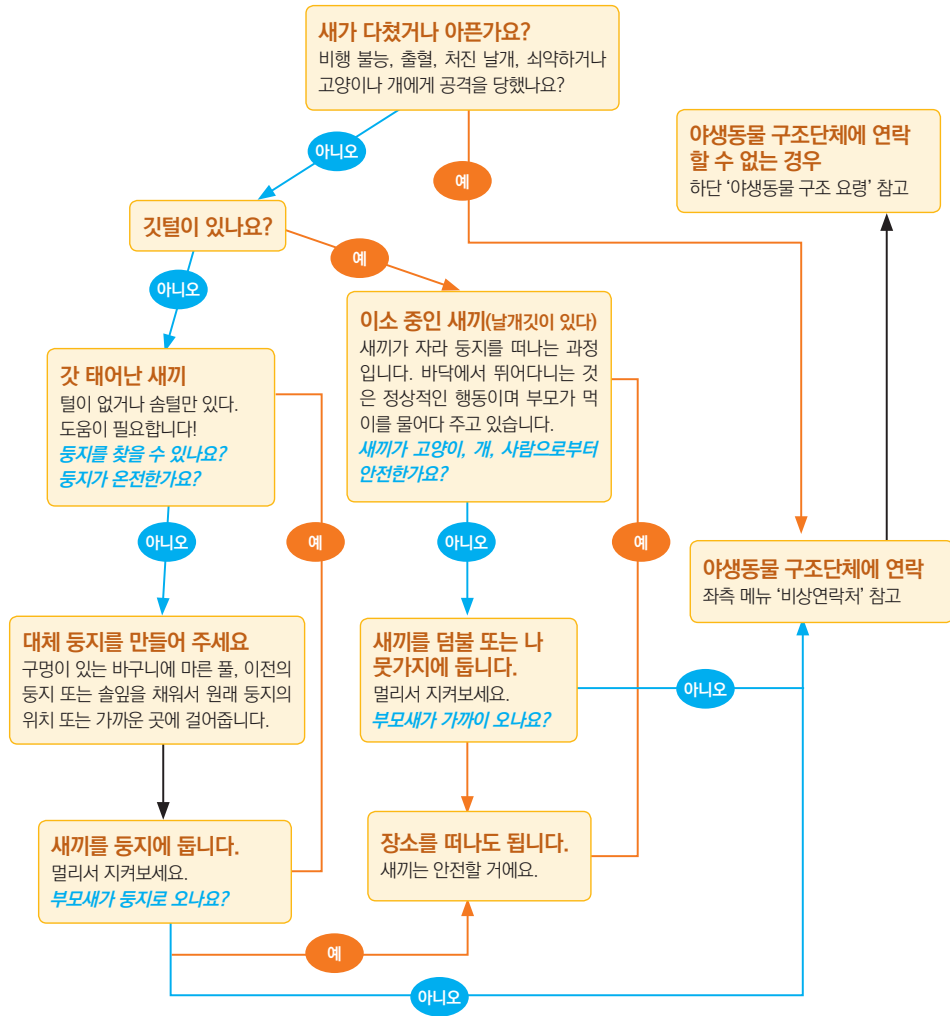 새가 다쳤거나 아픈가요?
비행 불능, 출혈, 처진 날개, 쇠약하거나
고양이나 개에게 공격을 당했나요?
아니오
예
야생동물 구조단체에 연락
할 수 없는 경우
하단 ‘야생동물 구조 요령’ 참고
깃털이 있나요?
예
아니오
이소 중인 새끼(날개깃이 있다)
새끼가 자라 둥지를 떠나는 과정
입니다. 바닥에서 뛰어다니는 것
은 정상적인 행동이며 부모가 먹
이를 물어다 주고 있습니다.
새끼가 고양이, 개, 사람으로부터
안전한가요?
갓 태어난 새끼
털이 없거나 솜털만 있다.
도움이 필요합니다!
둥지를 찾을 수 있나요?
둥지가 온전한가요?
아니오
예
아니오
예
야생동물 구조단체에 연락
좌측 메뉴 ‘비상연락처’ 참고
대체 둥지를 만들어 주세요
구멍이 있는 바구니에 마른 풀, 이전의
둥지 또는 솔잎을 채워서 원래 둥지의
위치 또는 가까운 곳에 걸어줍니다.
새끼를 덤불 또는 나
뭇가지에 둡니다.
멀리서 지켜보세요.
부모새가 가까이 오나요?
아니오
새끼를 둥지에 둡니다.
멀리서 지켜보세요.
부모새가 둥지로 오나요?
장소를 떠나도 됩니다.
새끼는 안전할 거에요.
예
아니오